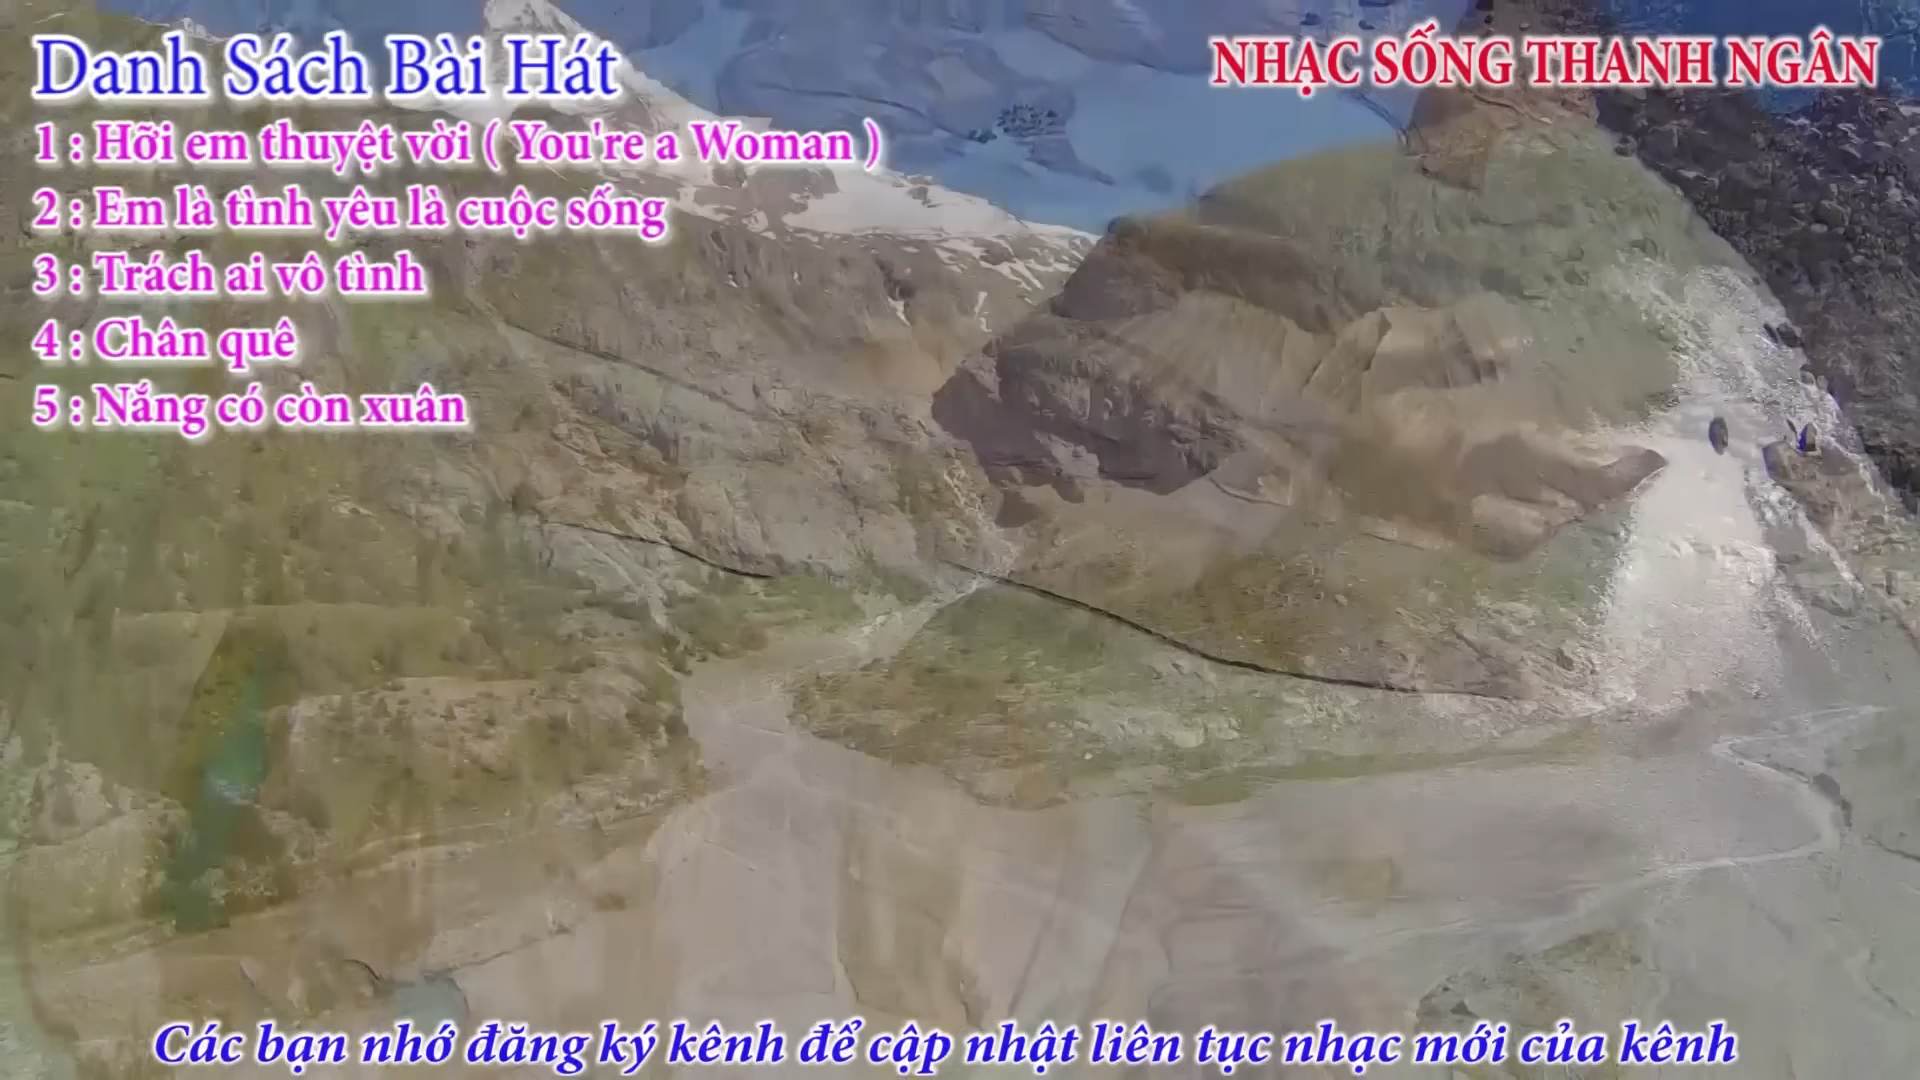 Danh Sách Bài Hát
NHẠC SỐNG THANH NGÂN
1 : Hỡi em thuyệt vời ( You're a Woman )
2 : Em là tình yêu là cuộc sống
3 : Trách ai vô tình
4 : Chân quê
5 : Nắng có còn xuân
Các bạn nhớ đăng ký kênh để cập nhật liên tục nhạc mới của kênh